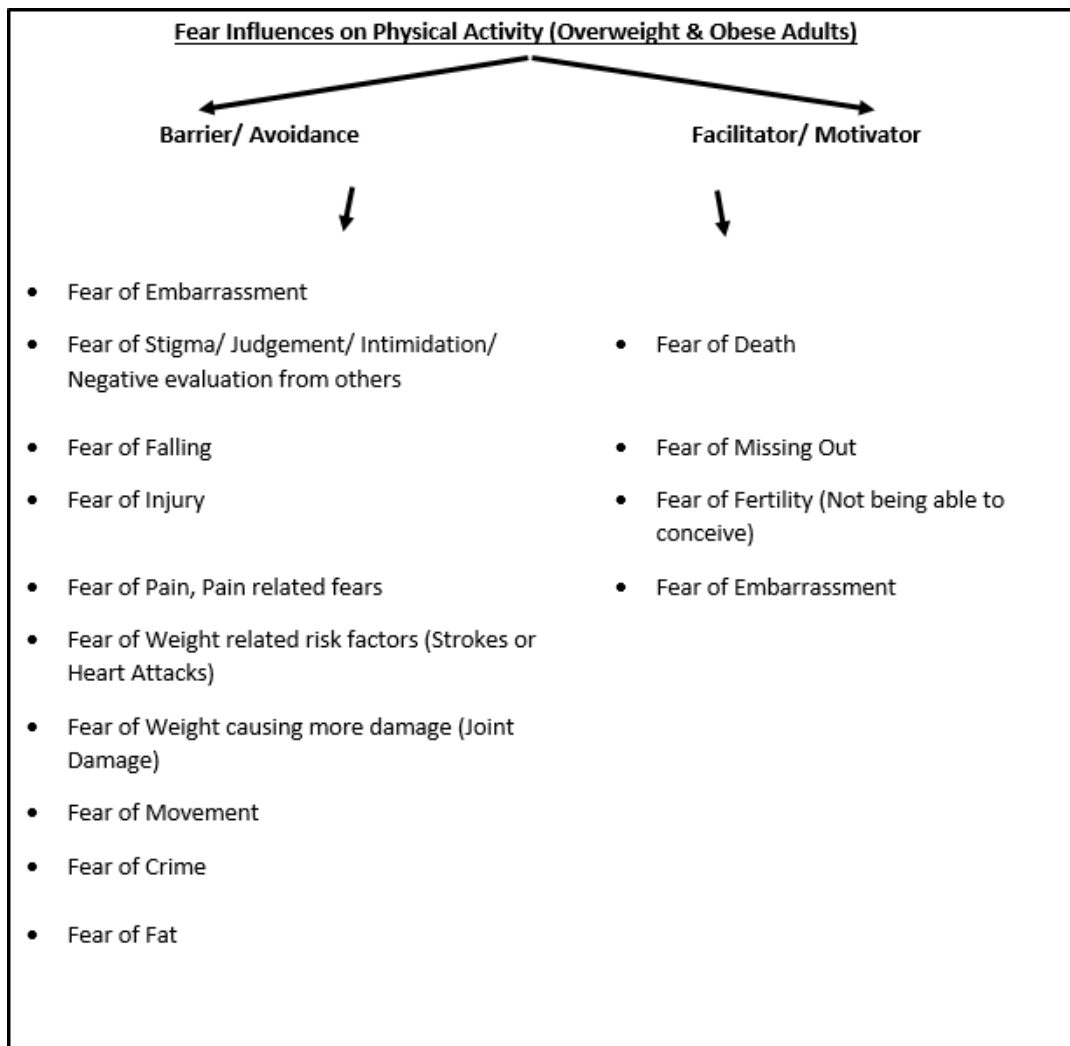 Fear Influences on Physical Activity (Overweight & Obese Adults)
Barrier/ Avoidance
Facilitator/ Motivator
• Fear of Embarrassment
• Fear of Stigma/ Judgement/ Intimidation/
Negative evaluation from others
• Fear of Falling
• Fear of Injury
• Fear of Pain, Pain related fears
• Fear of Weight related risk factors (Strokes or
Heart Attacks)
• Fear of Weight causing more damage (Joint
Damage)
• Fear of Movement
• Fear of Crime
• Fear of Fat
• Fear of Death
• Fear of Missing Out
• Fear of Fertility (Not being able to
conceive)
• Fear of Embarrassment